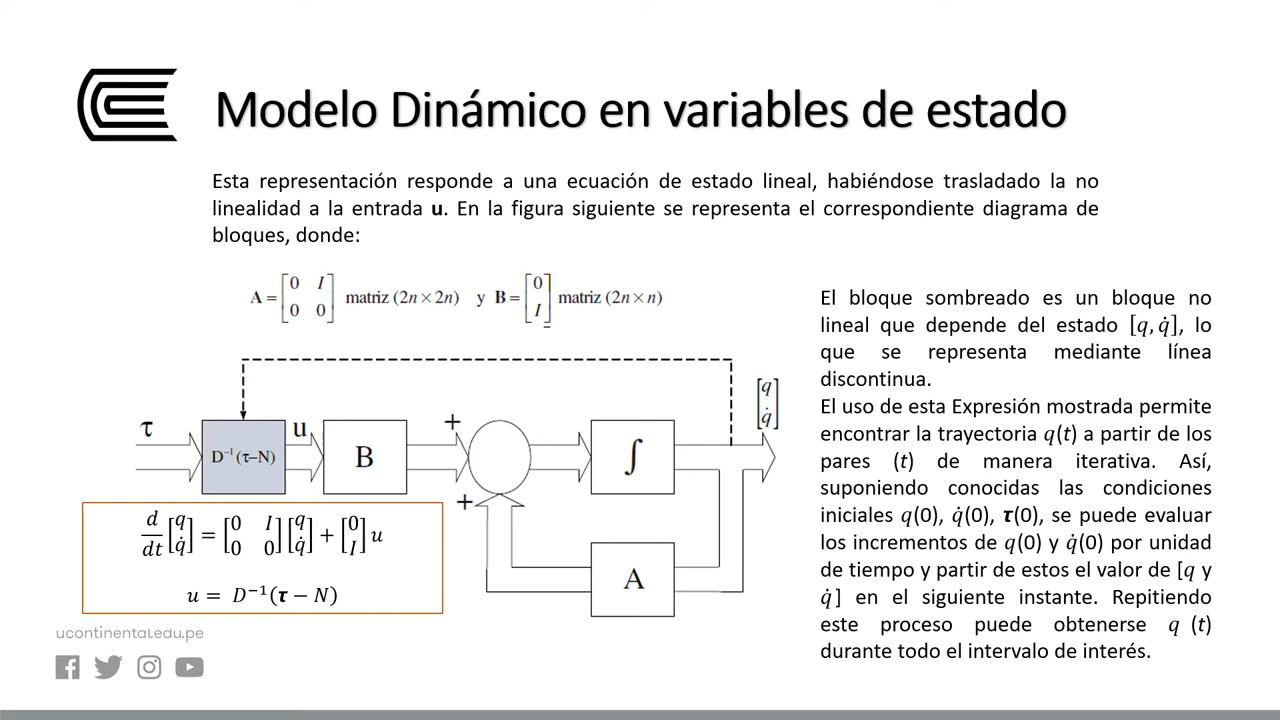 Modelo Dinámico en variables de estado
Esta representación responde a una ecuación de estado lineal, habiéndose trasladado la no
linealidad a la entrada u. En la figura siguiente se representa el correspondiente diagrama de
bloques, donde:
A = [0 I; 0 0] matriz (2n × 2n) y B = [0; I] matriz (2n × n)
El bloque sombreado es un bloque no
lineal que depende del estado [q, q̇], lo
que se representa mediante línea
discontinua.
El uso de esta Expresión mostrada permite
encontrar la trayectoria q(t) a partir de los
pares (t) de manera iterativa. Así,
suponiendo conocidas las condiciones
iniciales q(0), q̇(0), τ(0), se puede evaluar
los incrementos de q(0) y q̇(0) por unidad
de tiempo y partir de estos el valor de [q y
q̇] en el siguiente instante. Repitiendo
este proceso puede obtenerse q (t)
durante todo el intervalo de interés.
[q; q̇]
τ
D⁻¹(τ–N)
u
B
+
∫
+
A
d/dt [q; q̇] = [0 I; 0 0] [q; q̇] + [0; I] u
u = D⁻¹(τ − N)
ucontinental.edu.pe